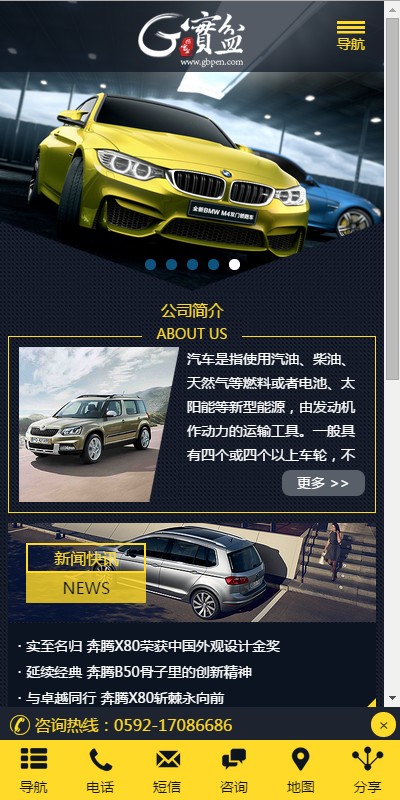 G 實盆
www.gbpen.com
导航
全新BMW M4双门轿跑车
公司简介
ABOUT US
汽车是指使用汽油、柴油、
天然气等燃料或者电池、太
阳能等新型能源，由发动机
作动力的运输工具。一般具
有四个或四个以上车轮，不
更多 >>
新闻快讯
NEWS
· 实至名归 奔腾X80荣获中国外观设计金奖
· 延续经典 奔腾B50骨子里的创新精神
· 与卓越同行 奔腾X80斩棘永向前
咨询热线：0592-17086686
×
导航 电话 短信 咨询 地图 分享